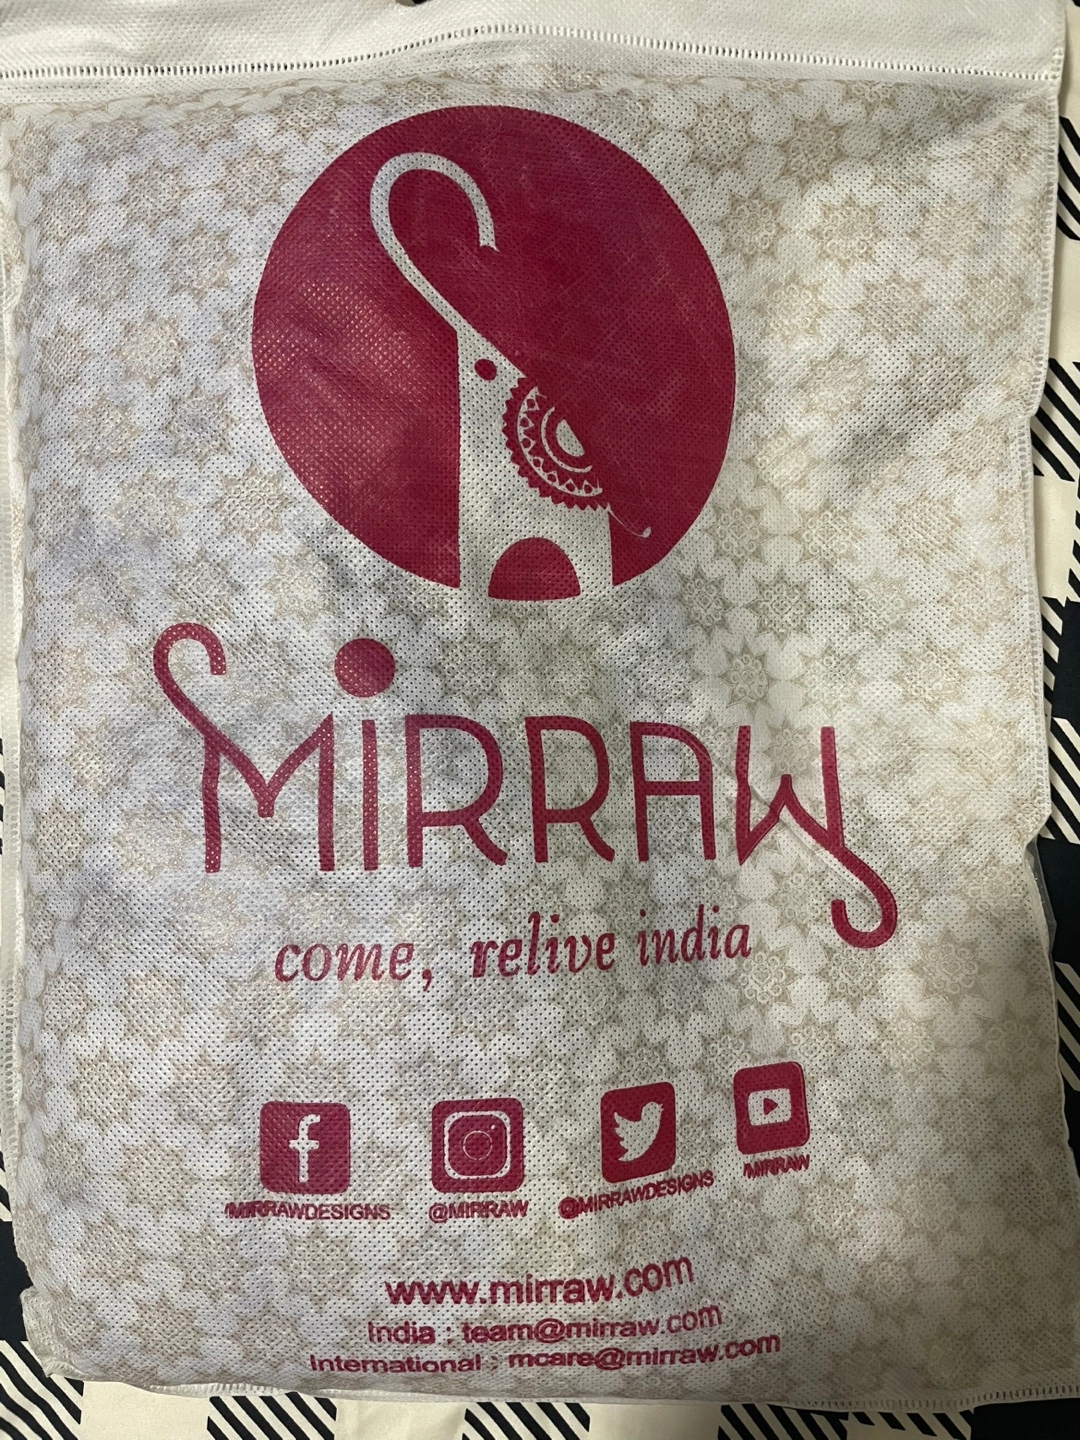 MiRRAW
come, relive india
/MIRRAWDESIGNS @MIRRAW @MIRRAWDESIGNS /MIRRAW
www.mirraw.com
India : team@mirraw.com
International : mcare@mirraw.com